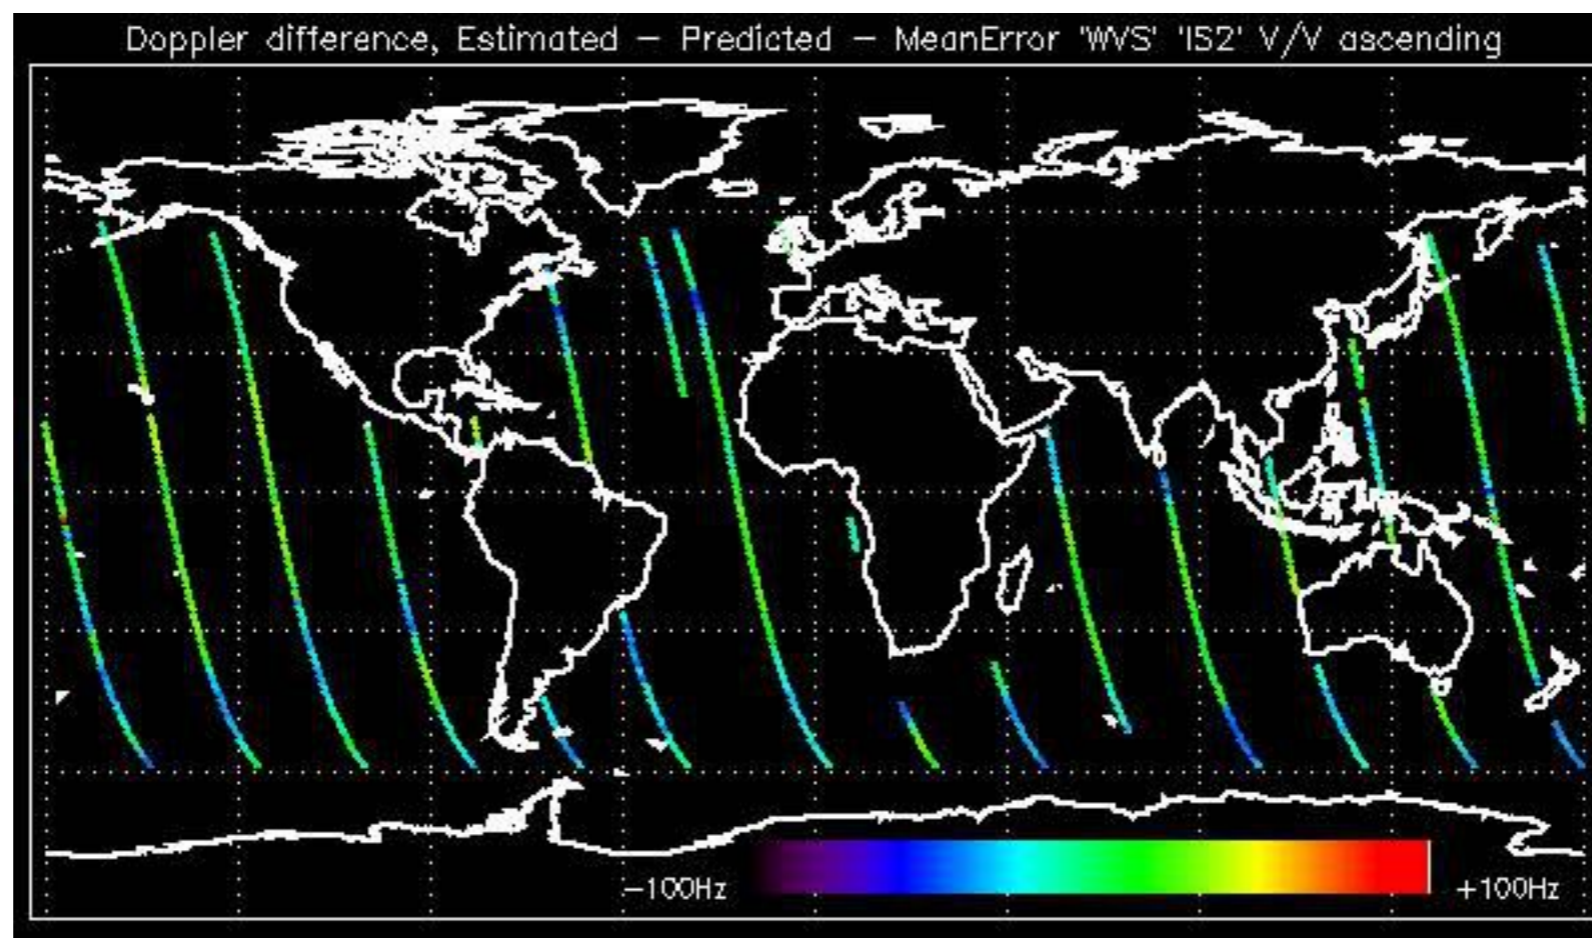 Doppler difference, Estimated – Predicted – MeanError 'WVS' 'IS2' V/V ascending
–100Hz
+100Hz